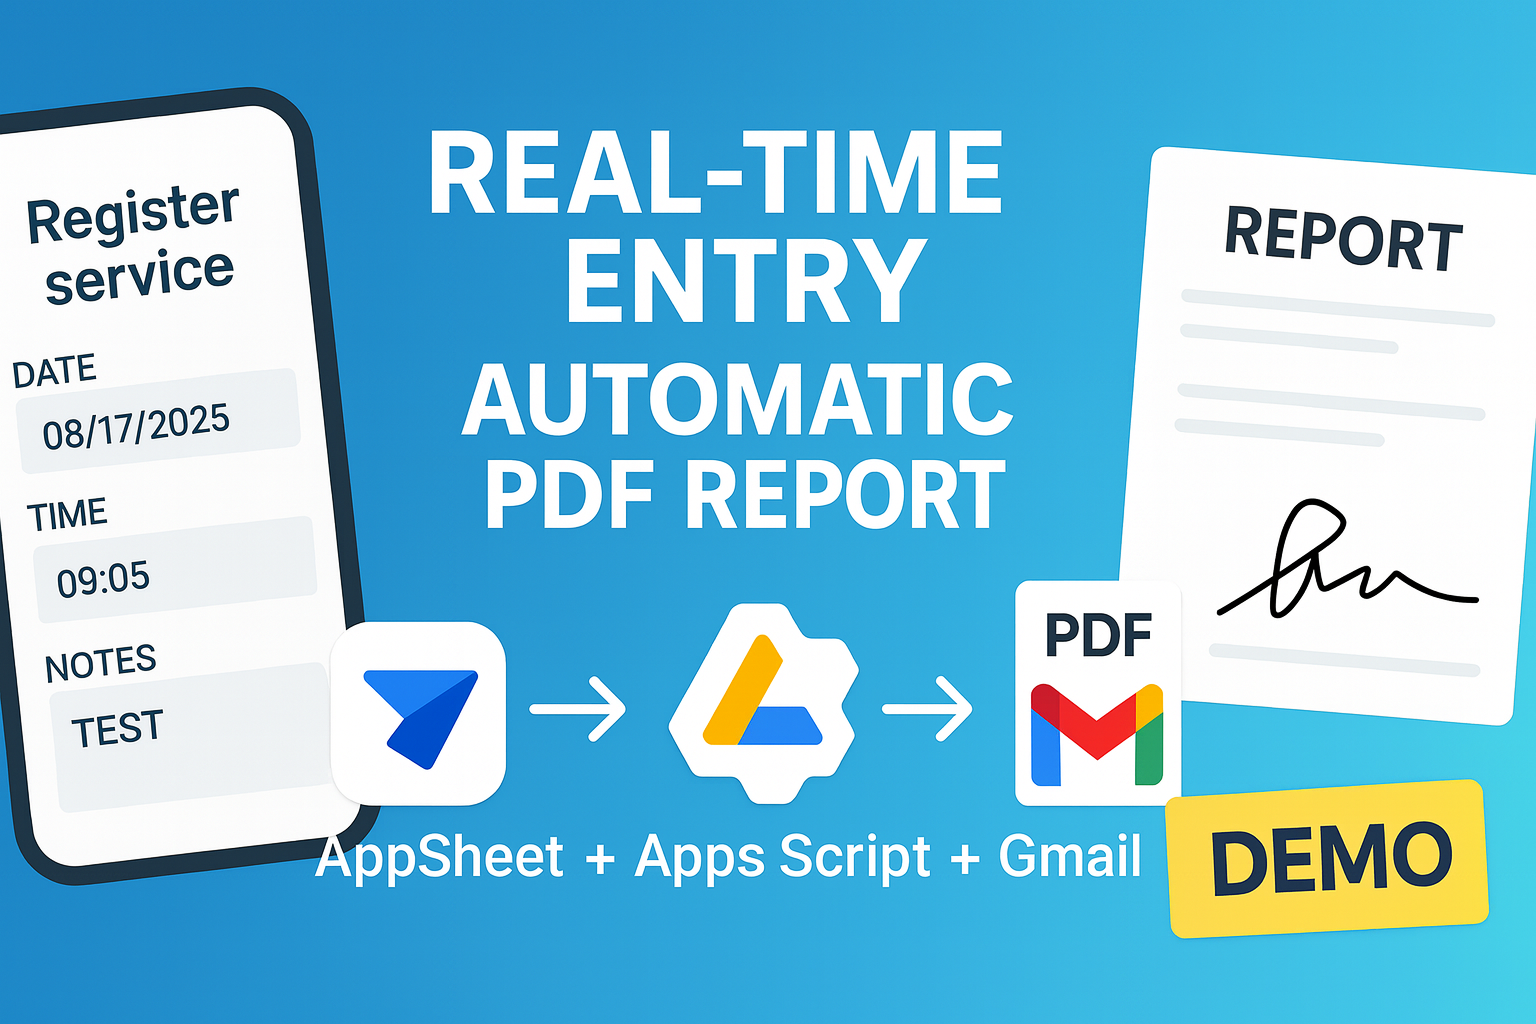 Register
service
DATE
08/17/2025
TIME
09:05
NOTES
TEST
REAL-TIME
ENTRY
AUTOMATIC
PDF REPORT
REPORT
PDF
AppSheet + Apps Script + Gmail
DEMO